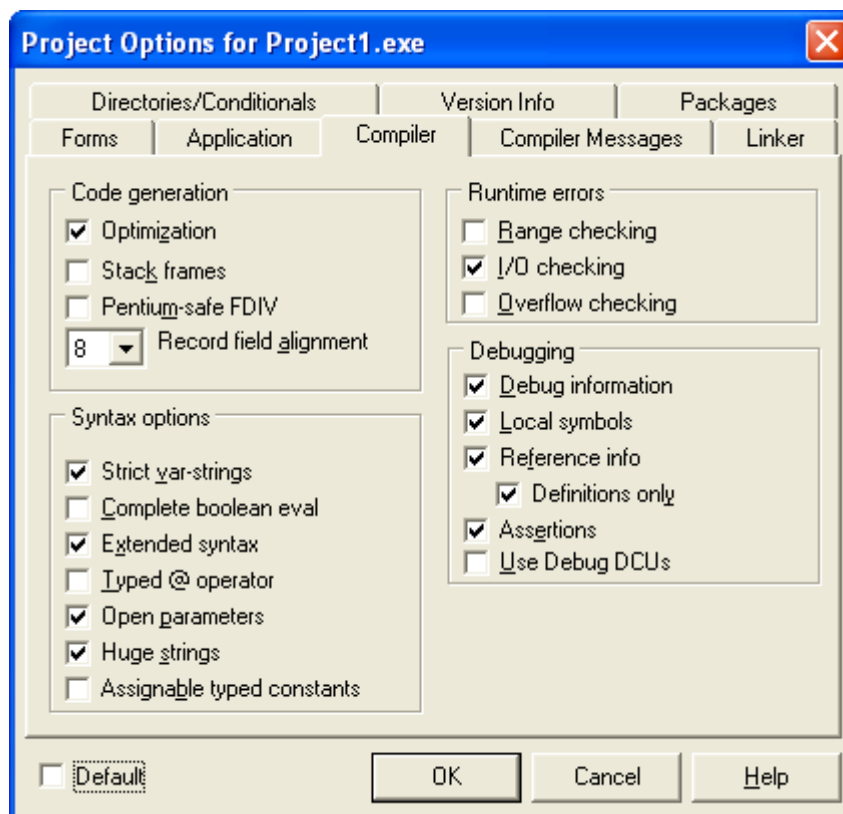 Project Options for Project1.exe
Directories/Conditionals
Version Info
Packages
Forms
Application
Compiler
Compiler Messages
Linker
Code generation
Optimization
Stack frames
Pentium-safe FDIV
8
Record field alignment
Syntax options
Strict var-strings
Complete boolean eval
Extended syntax
Typed @ operator
Open parameters
Huge strings
Assignable typed constants
Runtime errors
Range checking
I/O checking
Overflow checking
Debugging
Debug information
Local symbols
Reference info
Definitions only
Assertions
Use Debug DCUs
Default
OK
Cancel
Help